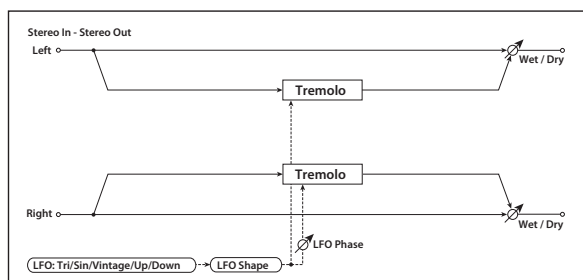 Stereo In - Stereo Out
Left
Wet / Dry
Tremolo
Tremolo
Right
Wet / Dry
LFO Phase
LFO: Tri/Sin/Vintage/Up/Down
LFO Shape